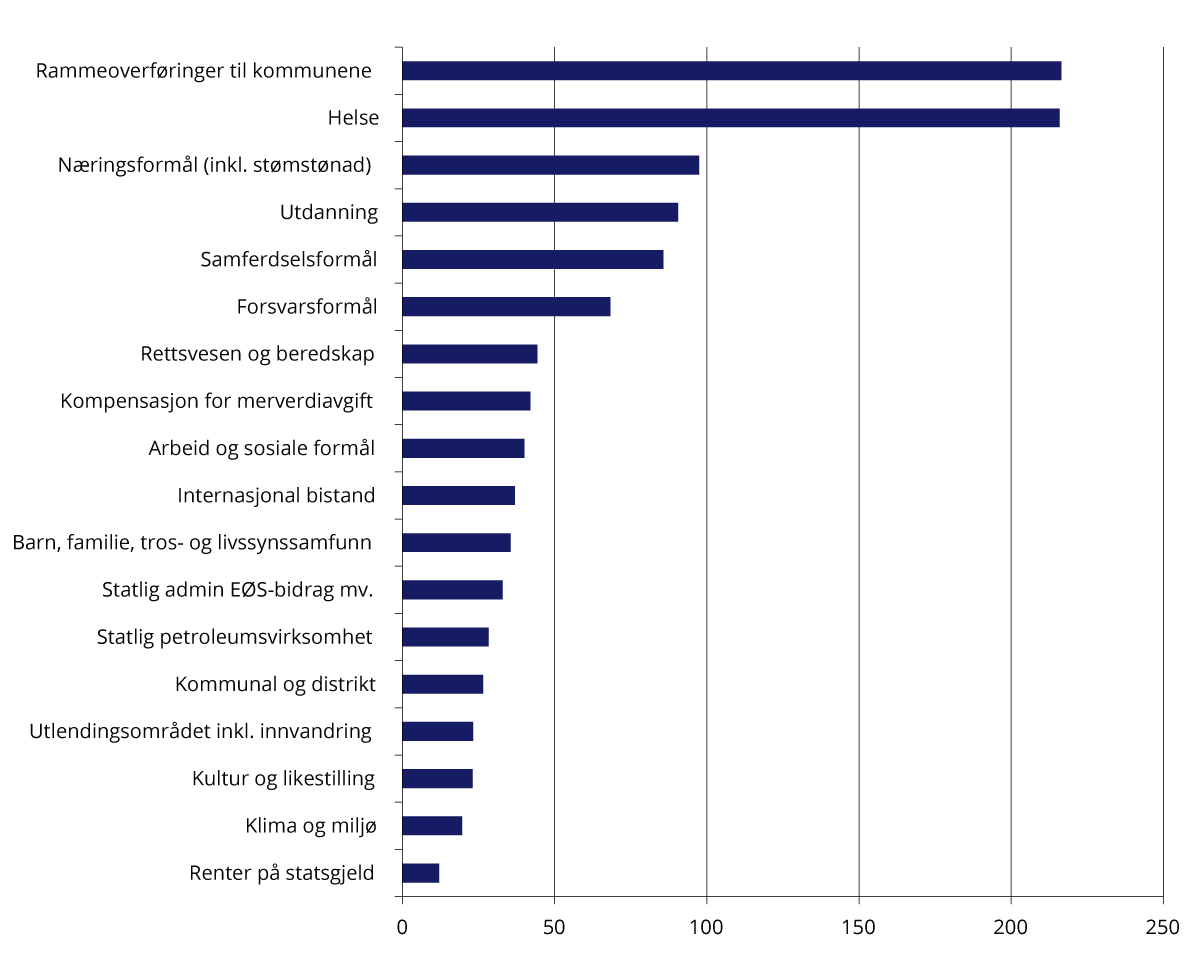 Rammeoverføringer til kommunene
Helse
Næringsformål (inkl. stømstønad)
Utdanning
Samferdselsformål
Forsvarsformål
Rettsvesen og beredskap
Kompensasjon for merverdiavgift
Arbeid og sosiale formål
Internasjonal bistand
Barn, familie, tros- og livssynssamfunn
Statlig admin EØS-bidrag mv.
Statlig petroleumsvirksomhet
Kommunal og distrikt
Utlendingsområdet inkl. innvandring
Kultur og likestilling
Klima og miljø
Renter på statsgjeld
0 50 100 150 200 250